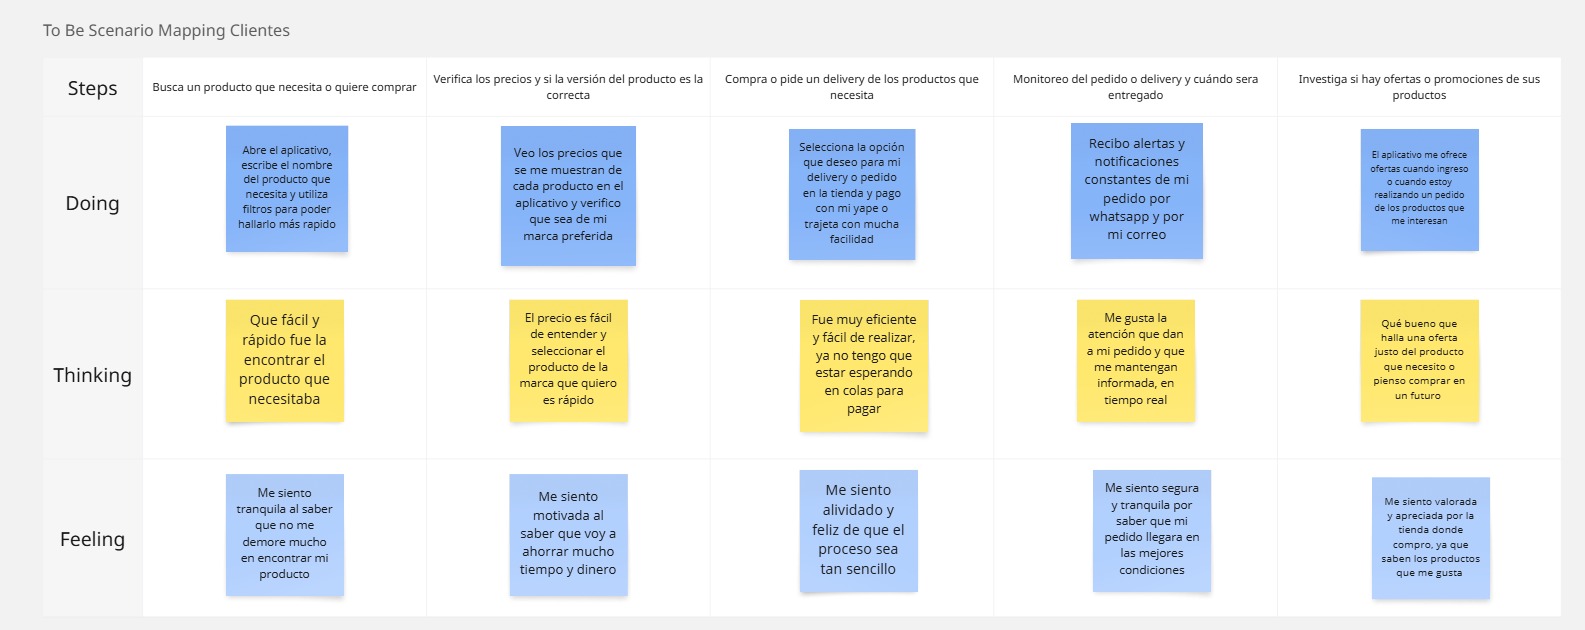 To Be Scenario Mapping Clientes
Steps
Busca un producto que necesita o quiere comprar
Verifica los precios y si la versión del producto es la
correcta
Compra o pide un delivery de los productos que
necesita
Monitoreo del pedido o delivery y cuándo sera
entregado
Investiga si hay ofertas o promociones de sus
productos
Doing
Abre el aplicativo,
escribe el nombre
del producto que
necesita y utiliza
filtros para poder
hallarlo más rapido
Veo los precios que
se me muestran de
cada producto en el
aplicativo y verifico
que sea de mi
marca preferida
Selecciona la opción
que deseo para mi
delivery o pedido
en la tienda y pago
con mi yape o
trajeta con mucha
facilidad
Recibo alertas y
notificaciones
constantes de mi
pedido por
whatsapp y por
mi correo
El aplicativo me ofrece
ofertas cuando ingreso
o cuando estoy
realizando un pedido
de los productos que
me interesan
Thinking
Que fácil y
rápido fue la
encontrar el
producto que
necesitaba
El precio es fácil
de entender y
seleccionar el
producto de la
marca que quiero
es rápido
Fue muy eficiente
y fácil de realizar,
ya no tengo que
estar esperando
en colas para
pagar
Me gusta la
atención que dan
a mi pedido y que
me mantengan
informada, en
tiempo real
Qué bueno que
halla una oferta
justo del producto
que necesito o
pienso comprar en
un futuro
Feeling
Me siento
tranquila al saber
que no me
demore mucho
en encontrar mi
producto
Me siento
motivada al
saber que voy a
ahorrar mucho
tiempo y dinero
Me siento
alividado y
feliz de que el
proceso sea
tan sencillo
Me siento segura
y tranquila por
saber que mi
pedido llegara en
las mejores
condiciones
Me siento valorada
y apreciada por la
tienda donde
compro, ya que
saben los productos
que me gusta